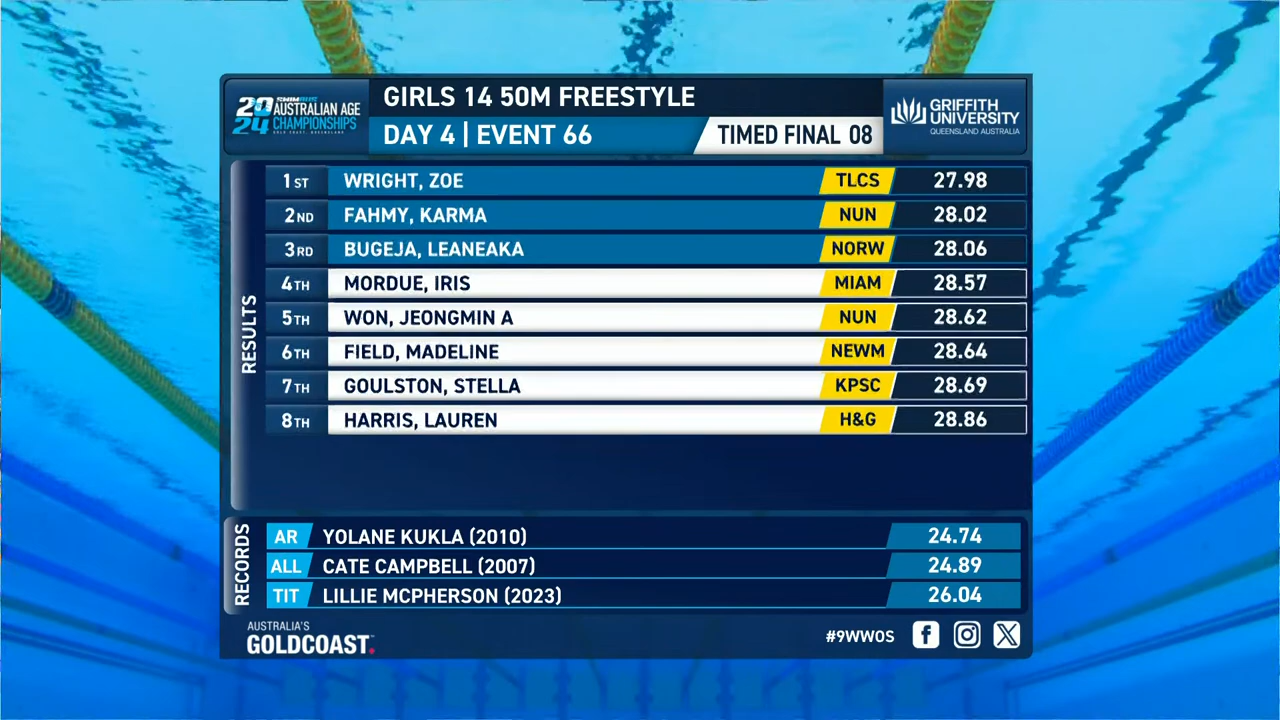 2024 SWIMMING AUSTRALIAN AGE CHAMPIONSHIPS
GOLD COAST, QUEENSLAND
GIRLS 14 50M FREESTYLE
DAY 4 | EVENT 66
TIMED FINAL 08
GRIFFITH UNIVERSITY
QUEENSLAND AUSTRALIA
RESULTS
1ST WRIGHT, ZOE TLCS 27.98
2ND FAHMY, KARMA NUN 28.02
3RD BUGEJA, LEANEAKA NORW 28.06
4TH MORDUE, IRIS MIAM 28.57
5TH WON, JEONGMIN A NUN 28.62
6TH FIELD, MADELINE NEWM 28.64
7TH GOULSTON, STELLA KPSC 28.69
8TH HARRIS, LAUREN H&G 28.86
RECORDS
AR YOLANE KUKLA (2010) 24.74
ALL CATE CAMPBELL (2007) 24.89
TIT LILLIE MCPHERSON (2023) 26.04
AUSTRALIA'S
GOLDCOAST.
#9WWOS